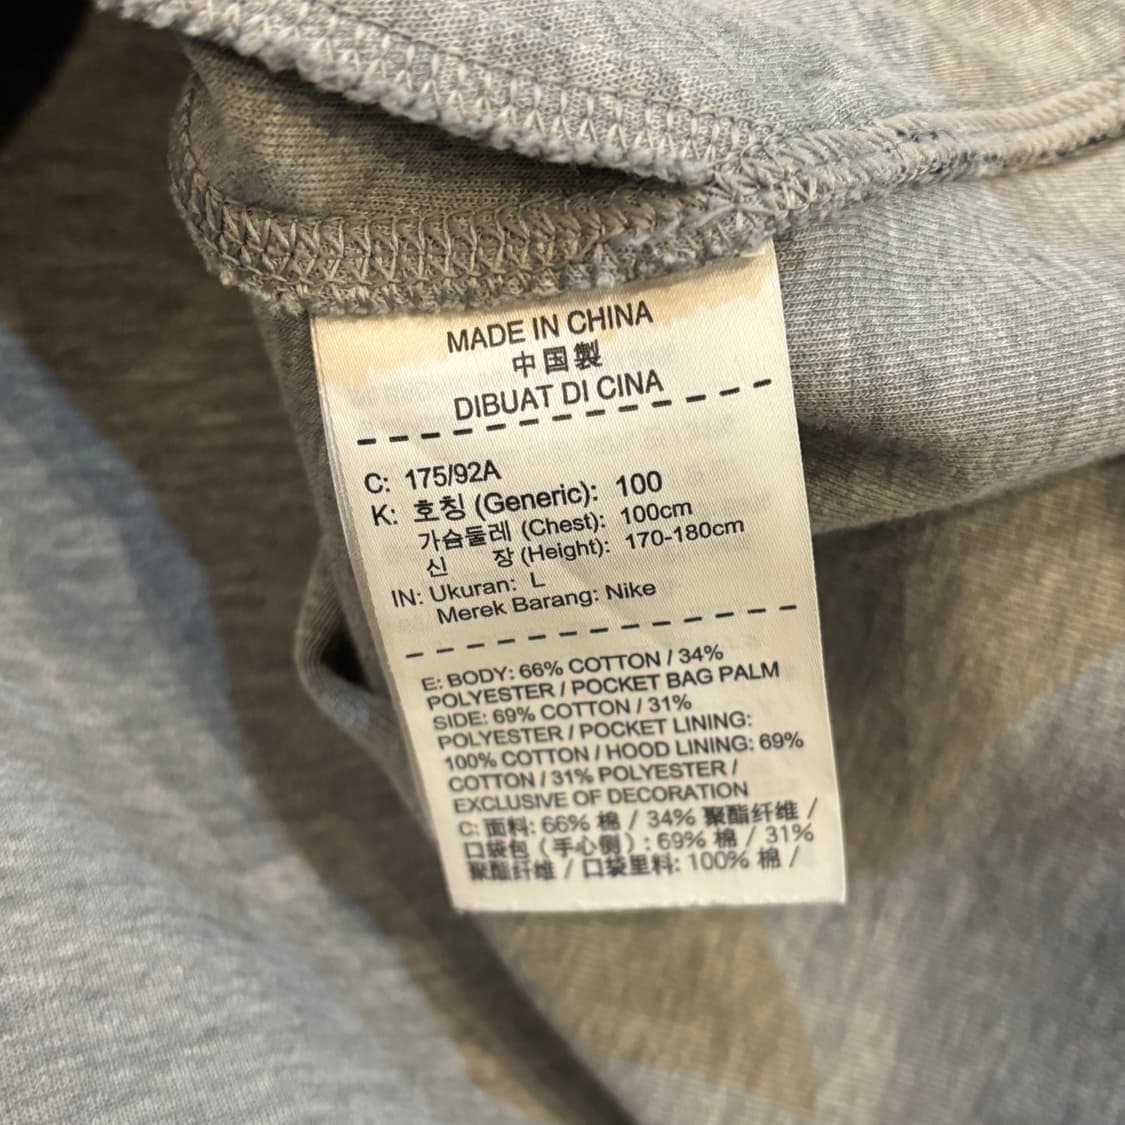 MADE IN CHINA
中国製
DIBUAT DI CINA
C: 175/92A
K: 호칭 (Generic): 100
가슴둘레 (Chest): 100cm
신 장 (Height): 170-180cm
IN: Ukuran: L
Merek Barang: Nike
E: BODY: 66% COTTON / 34%
POLYESTER / POCKET BAG PALM
SIDE: 69% COTTON / 31%
POLYESTER / POCKET LINING:
100% COTTON / HOOD LINING: 69%
COTTON / 31% POLYESTER /
EXCLUSIVE OF DECORATION
C: 面料: 66% 棉 / 34% 聚酯纤维 /
口袋包（手心侧）: 69% 棉 / 31%
聚酯纤维 / 口袋里料: 100% 棉 /